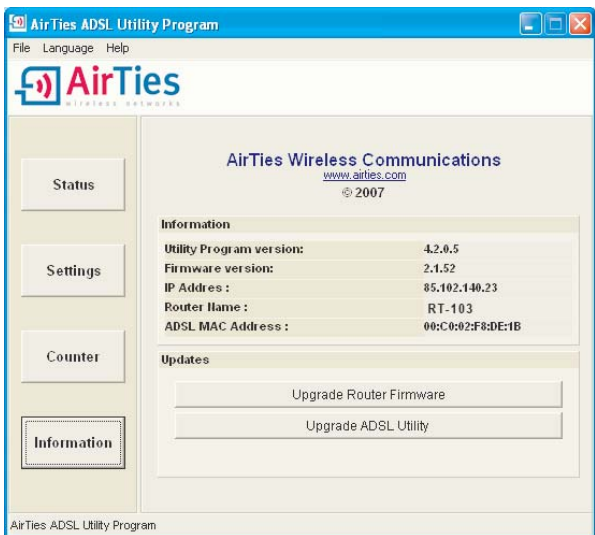 AirTies ADSL Utility Program
File Language Help
AirTies
wireless networks
Status
Settings
Counter
Information
AirTies Wireless Communications
www.airties.com
© 2007
Information
Utility Program version: 4.2.0.5
Firmware version: 2.1.52
IP Addres : 85.102.140.23
Router Name : RT-103
ADSL MAC Address : 00:C0:02:F8:DE:1B
Updates
Upgrade Router Firmware
Upgrade ADSL Utility
AirTies ADSL Utility Program